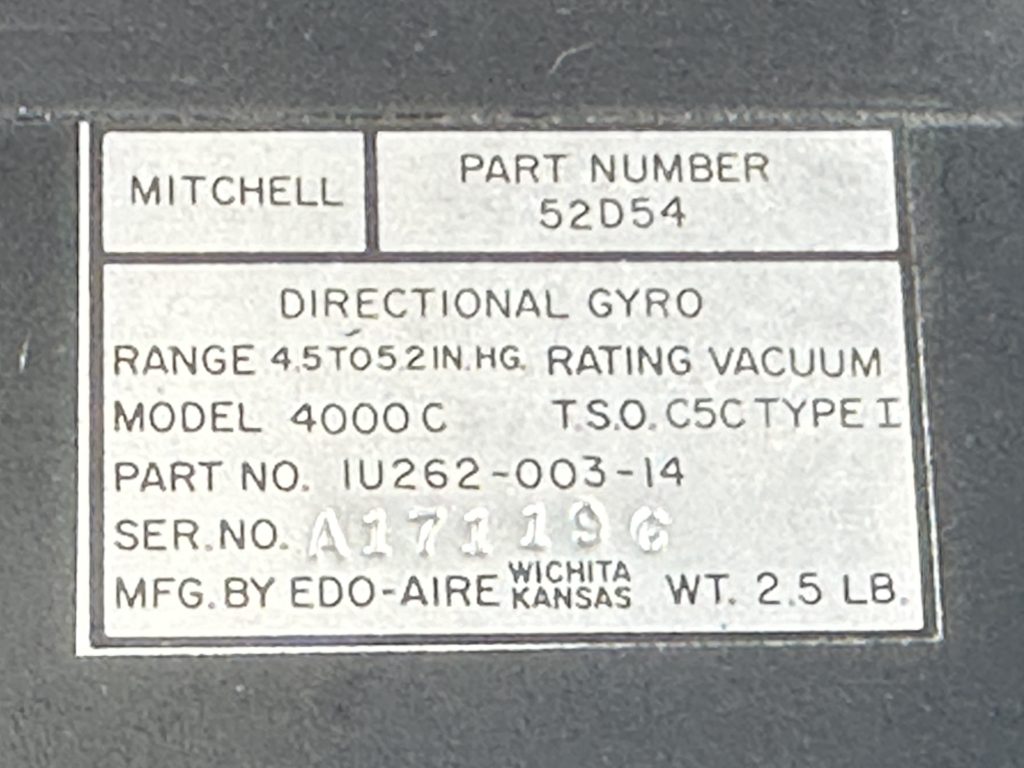 MITCHELL
PART NUMBER
52D54
DIRECTIONAL GYRO
RANGE 4.5 TO 5.2 IN. HG. RATING VACUUM
MODEL 4000 C T.S.O. C5C TYPE I
PART NO. 1U262-003-14
SER. NO. A171196
MFG. BY EDO-AIRE WICHITA KANSAS WT. 2.5 LB.